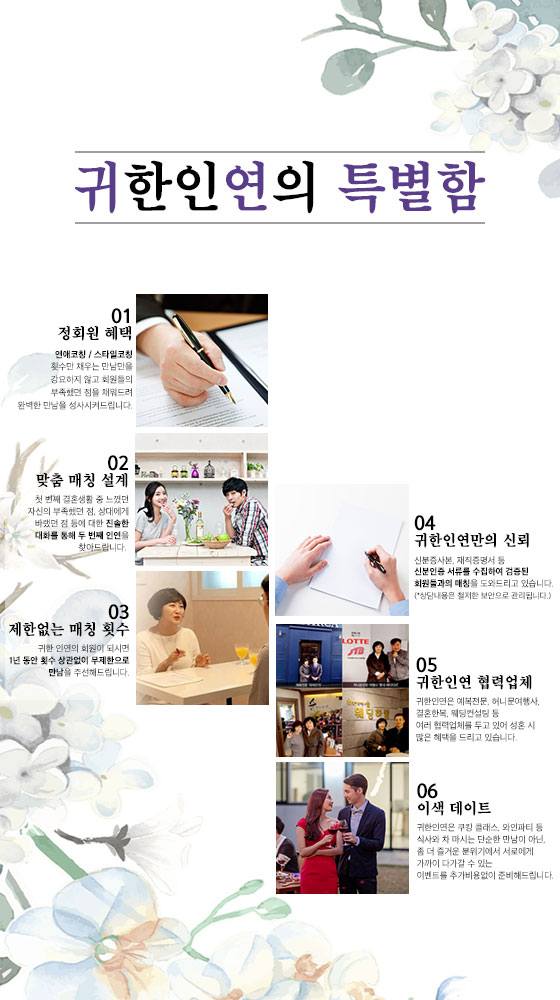 귀한인연의 특별함
01
정회원 혜택
연애코칭 / 스타일코칭
횟수만 채우는 만남만을
강요하지 않고 회원들의
부족했던 점을 채워드려
완벽한 만남을 성사시켜드립니다.
02
맞춤 매칭 설계
첫 번째 결혼생활 중 느꼈던
자신의 부족했던 점, 상대에게
바랬던 점 등에 대한 진솔한
대화를 통해 두 번째 인연을
찾아드립니다.
03
제한없는 매칭 횟수
귀한 인연의 회원이 되시면
1년 동안 횟수 상관없이 무제한으로
만남을 주선해드립니다.
04
귀한인연만의 신뢰
신분증사본, 재직증명서 등
신분인증 서류를 수집하여 검증된
회원들과의 매칭을 도와드리고 있습니다.
(*상담내용은 철저한 보안으로 관리됩니다.)
LOTTE
JTB
웨딩
05
귀한인연 협력업체
귀한인연은 예복전문, 허니문여행사,
결혼한복, 웨딩컨설팅 등
여러 협력업체를 두고 있어 성혼 시
많은 혜택을 드리고 있습니다.
06
이색 데이트
귀한인연은 쿠킹 클래스, 와인파티 등
식사와 차 마시는 단순한 만남이 아닌,
좀 더 즐거운 분위기에서 서로에게
가까이 다가갈 수 있는
이벤트를 추가비용없이 준비해드립니다.